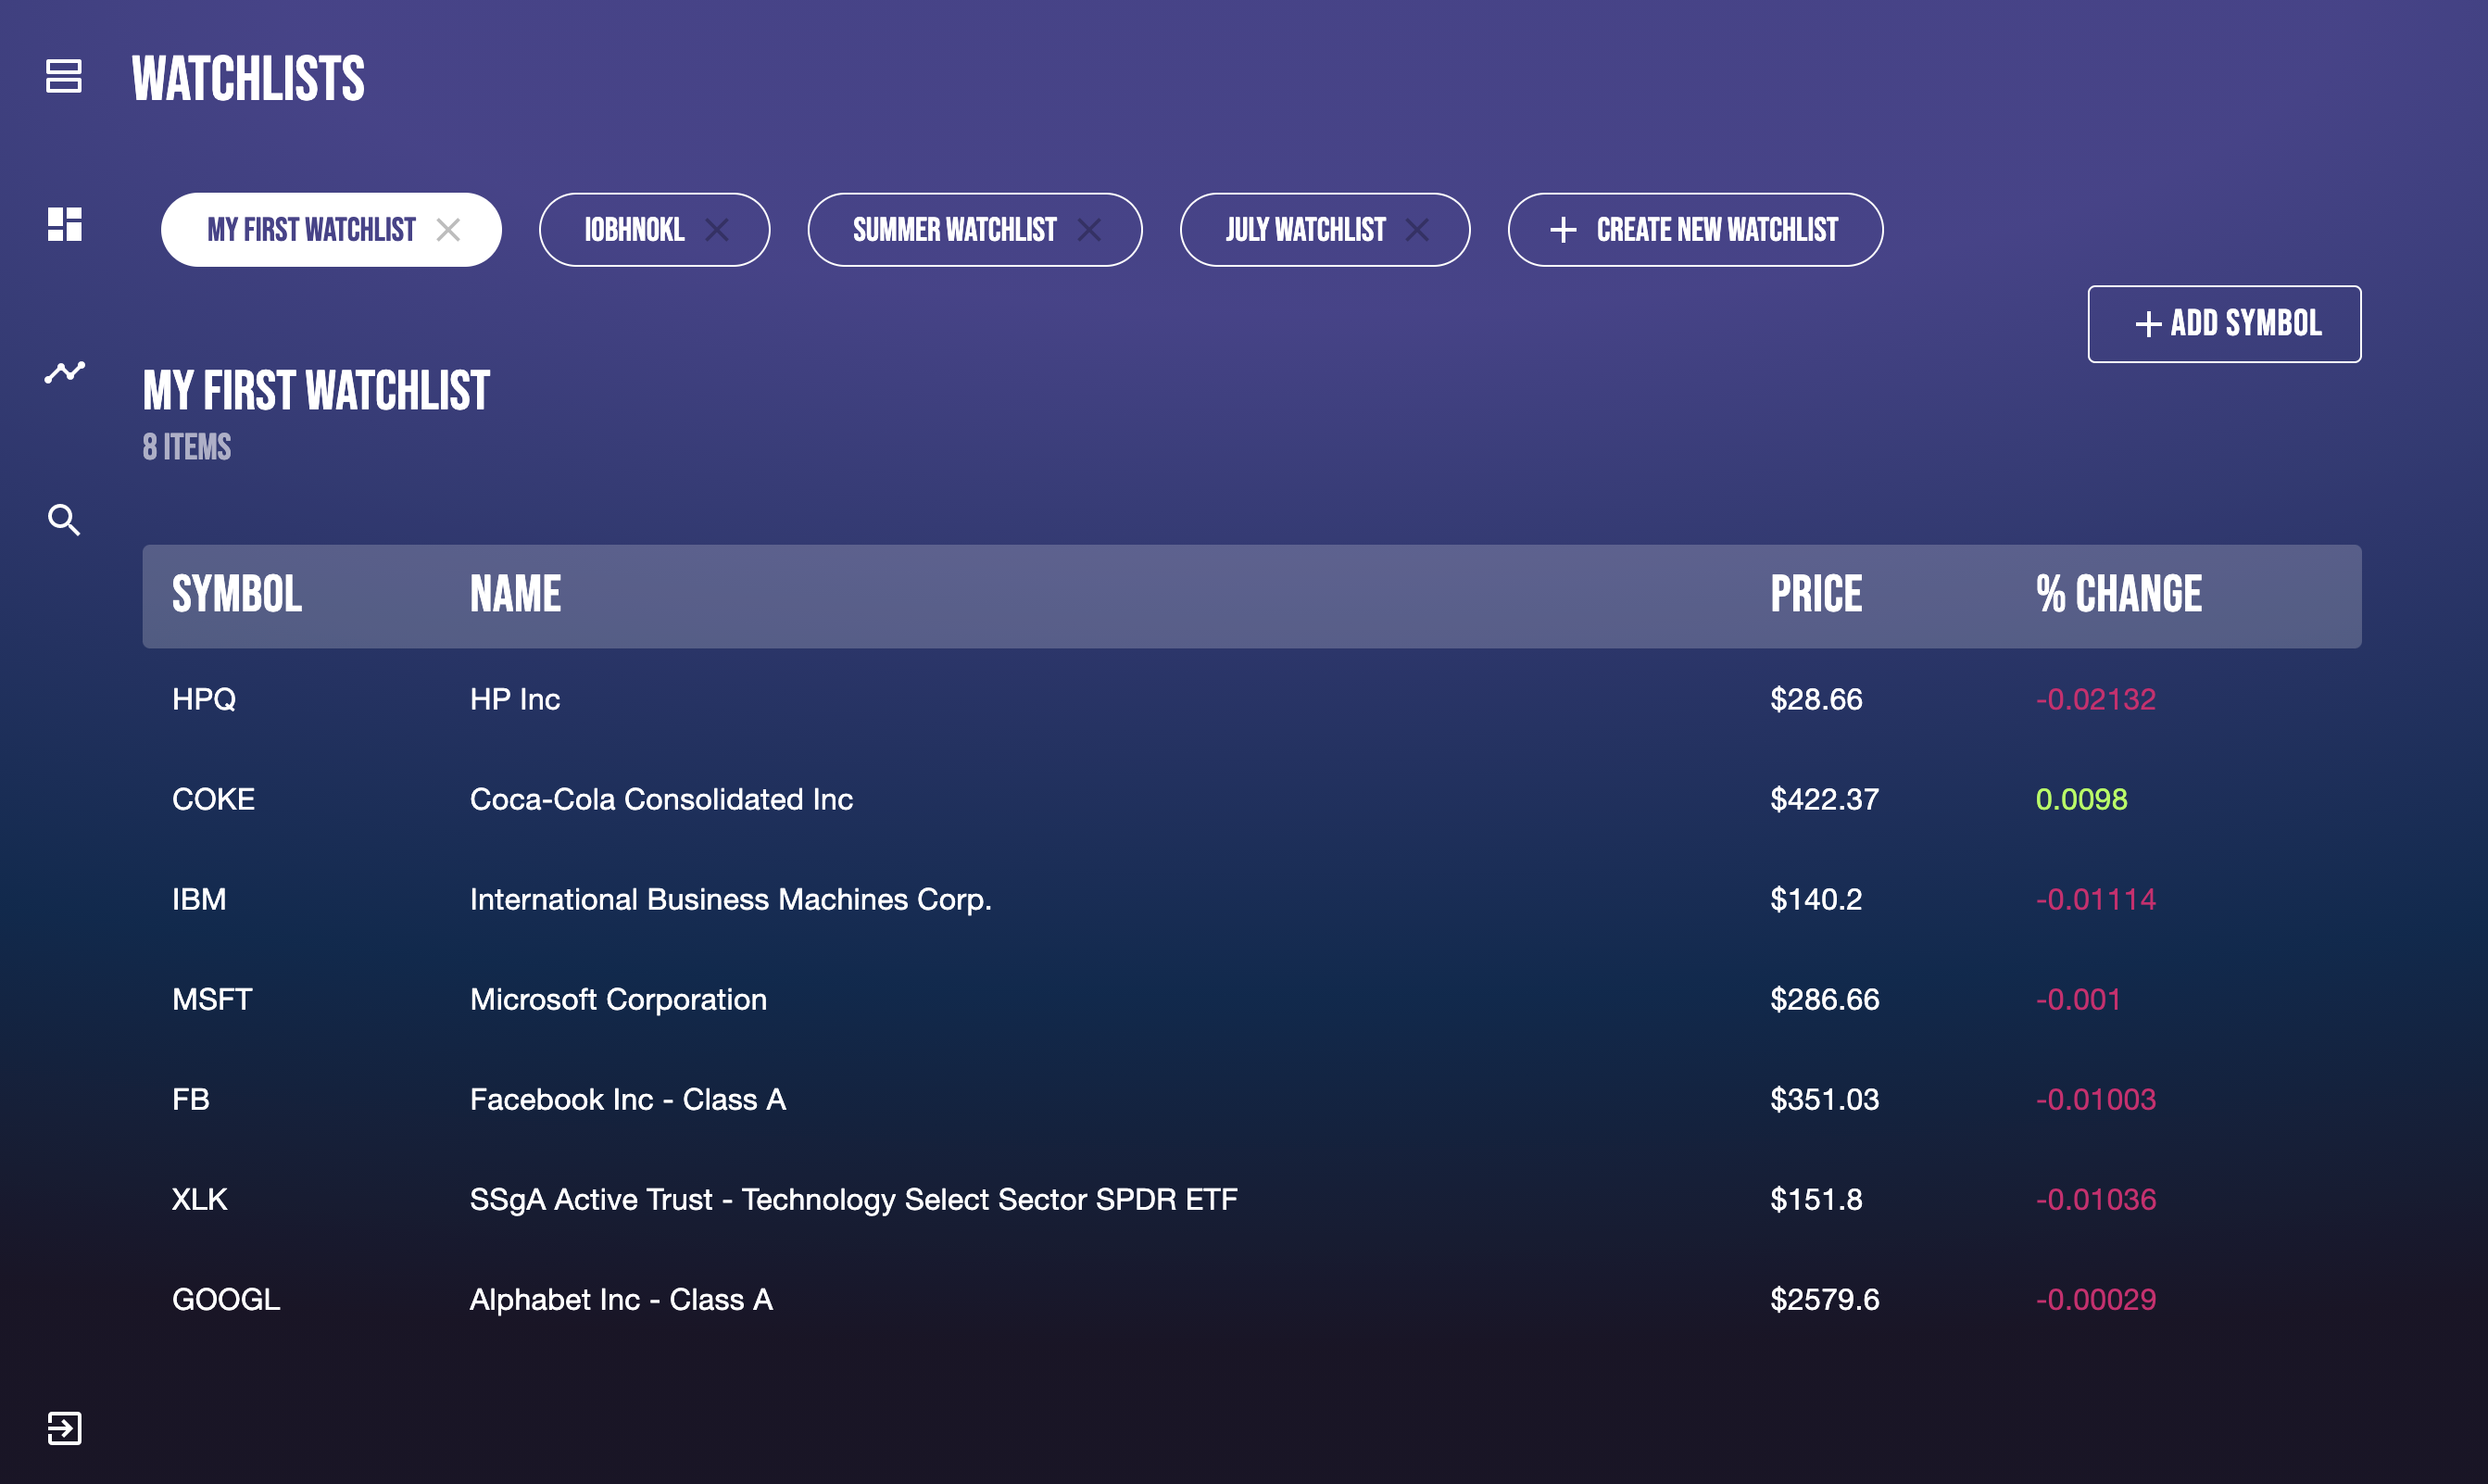 WATCHLISTS
MY FIRST WATCHLIST
IOBHNOKL
SUMMER WATCHLIST
JULY WATCHLIST
+ CREATE NEW WATCHLIST
+ ADD SYMBOL
MY FIRST WATCHLIST
8 ITEMS
SYMBOL NAME PRICE % CHANGE
HPQ HP Inc $28.66 -0.02132
COKE Coca-Cola Consolidated Inc $422.37 0.0098
IBM International Business Machines Corp. $140.2 -0.01114
MSFT Microsoft Corporation $286.66 -0.001
FB Facebook Inc - Class A $351.03 -0.01003
XLK SSgA Active Trust - Technology Select Sector SPDR ETF $151.8 -0.01036
GOOGL Alphabet Inc - Class A $2579.6 -0.00029